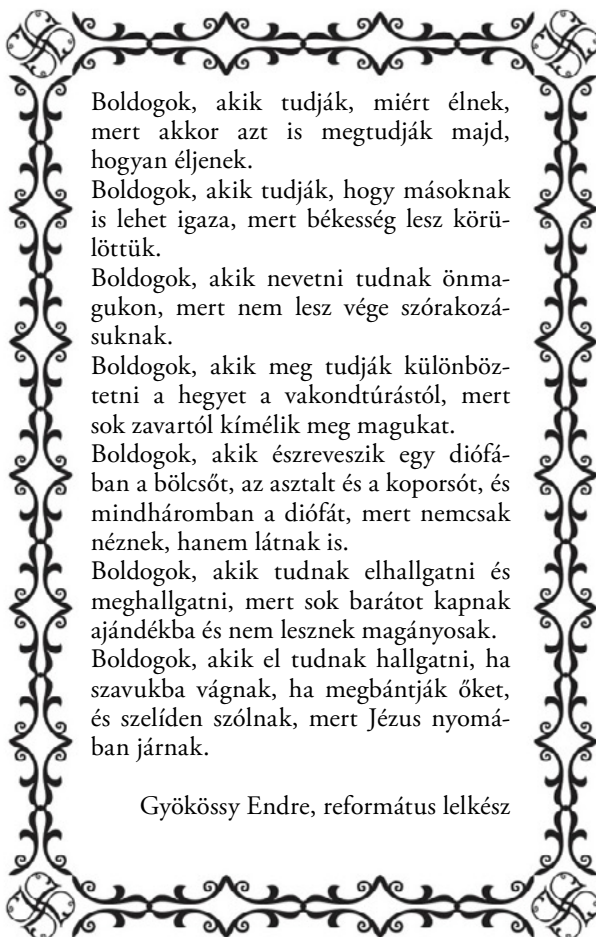 Boldogok, akik tudják, miért élnek,
mert akkor azt is megtudják majd,
hogyan éljenek.
Boldogok, akik tudják, hogy másoknak
is lehet igaza, mert békesség lesz körü-
löttük.
Boldogok, akik nevetni tudnak önma-
gukon, mert nem lesz vége szórakozá-
suknak.
Boldogok, akik meg tudják különböz-
tetni a hegyet a vakondtúrástól, mert
sok zavartól kímélik meg magukat.
Boldogok, akik észreveszik egy diófá-
ban a bölcsőt, az asztalt és a koporsót, és
mindháromban a diófát, mert nemcsak
néznek, hanem látnak is.
Boldogok, akik tudnak elhallgatni és
meghallgatni, mert sok barátot kapnak
ajándékba és nem lesznek magányosak.
Boldogok, akik el tudnak hallgatni, ha
szavukba vágnak, ha megbántják őket,
és szelíden szólnak, mert Jézus nyomá-
ban járnak.
Gyökössy Endre, református lelkész